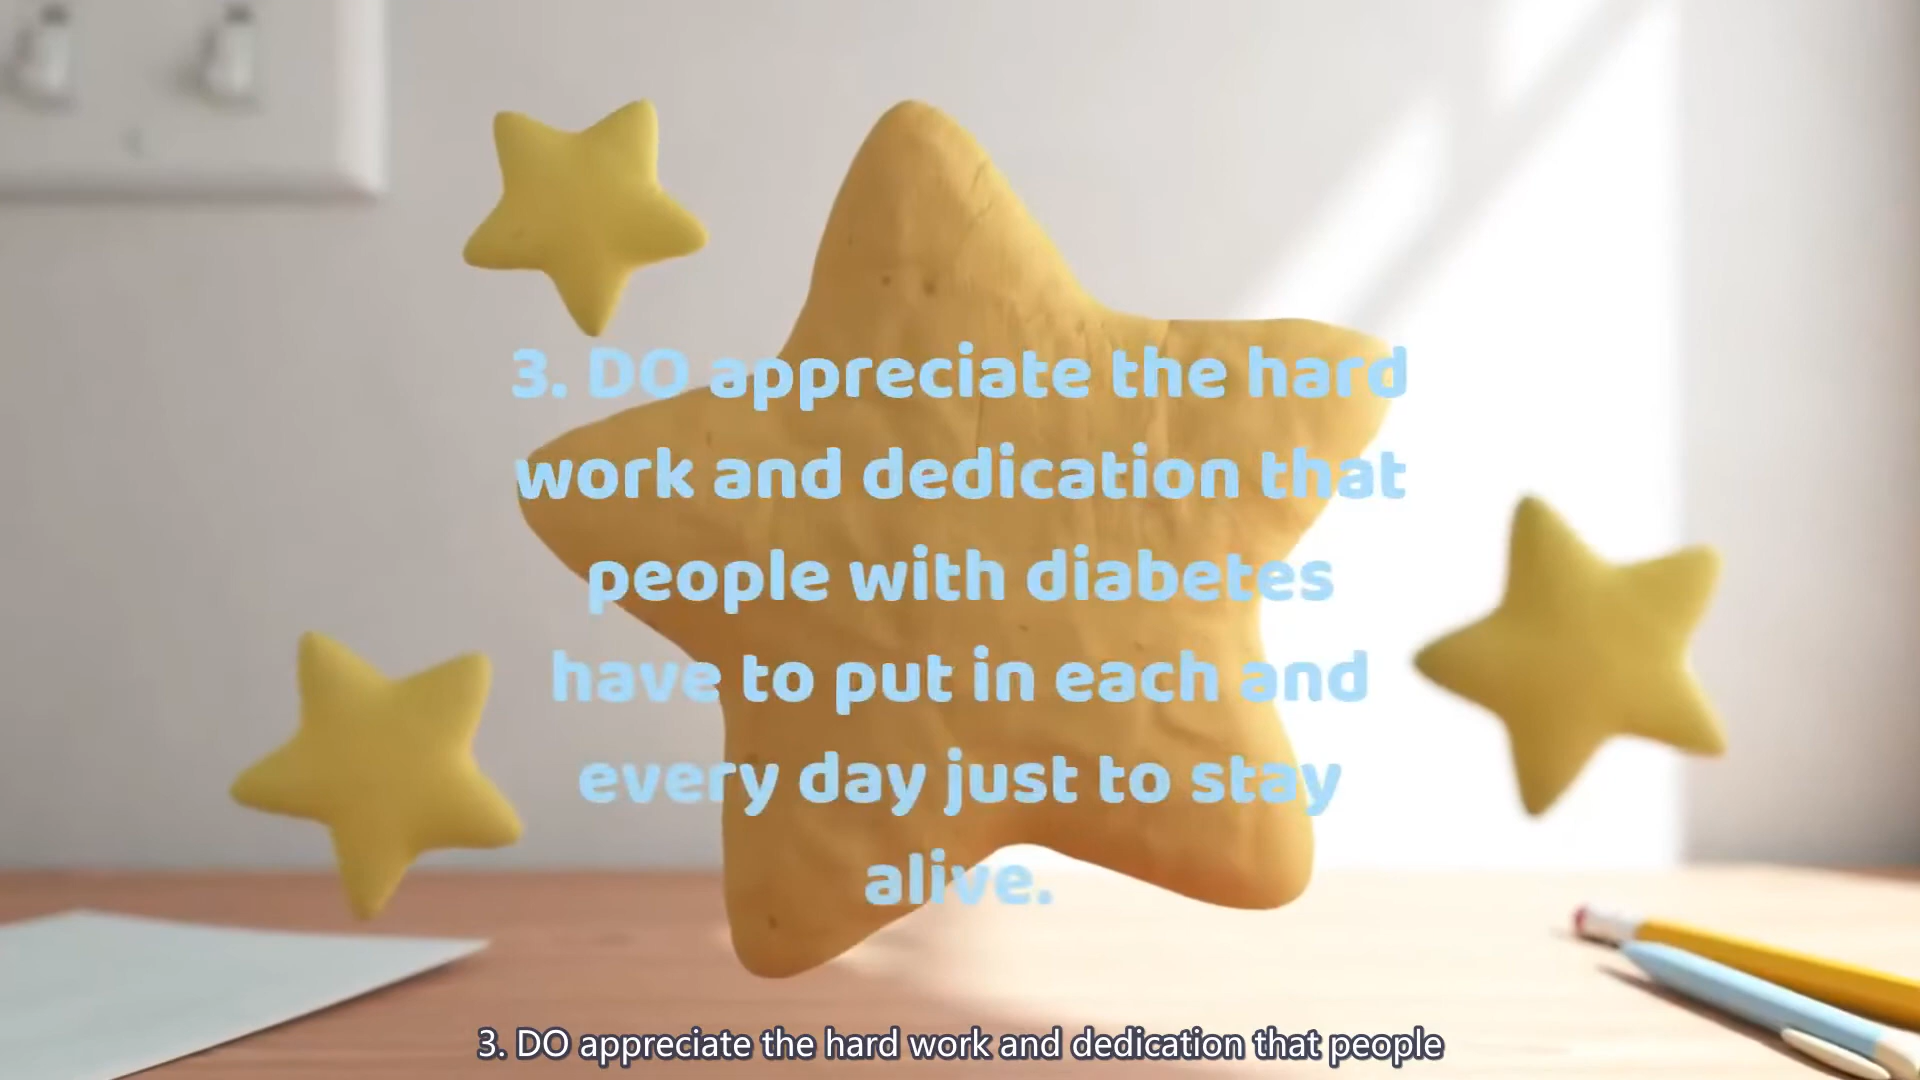 3. DO appreciate the hard
work and dedication that
people with diabetes
have to put in each and
every day just to stay
alive.
3. DO appreciate the hard work and dedication that people